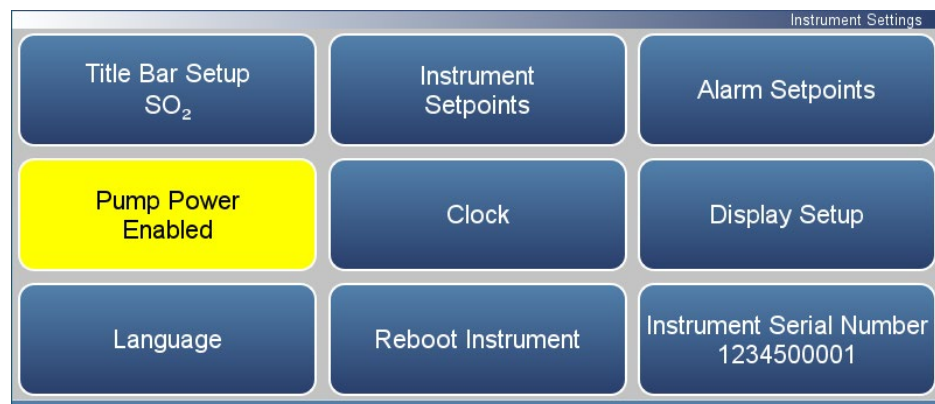 Instrument Settings
Title Bar Setup
SO₂
Instrument
Setpoints
Alarm Setpoints
Pump Power
Enabled
Clock
Display Setup
Language
Reboot Instrument
Instrument Serial Number
1234500001